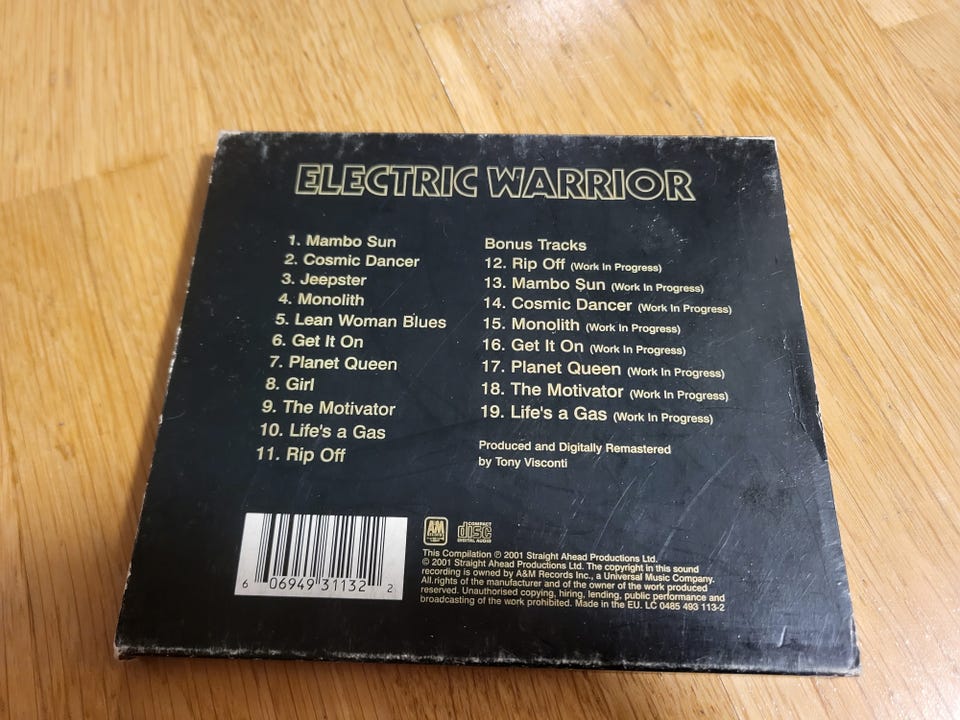 ELECTRIC WARRIOR
1. Mambo Sun
2. Cosmic Dancer
3. Jeepster
4. Monolith
5. Lean Woman Blues
6. Get It On
7. Planet Queen
8. Girl
9. The Motivator
10. Life's a Gas
11. Rip Off
Bonus Tracks
12. Rip Off (Work In Progress)
13. Mambo Sun (Work In Progress)
14. Cosmic Dancer (Work In Progress)
15. Monolith (Work In Progress)
16. Get It On (Work In Progress)
17. Planet Queen (Work In Progress)
18. The Motivator (Work In Progress)
19. Life's a Gas (Work In Progress)
Produced and Digitally Remastered
by Tony Visconti
6 06949 31132 2
A&M
COMPACT
disc
DIGITAL AUDIO
This Compilation ℗ 2001 Straight Ahead Productions Ltd.
© 2001 Straight Ahead Productions Ltd. The copyright in this sound
recording is owned by A&M Records Inc., a Universal Music Company.
All rights of the manufacturer and of the owner of the work produced
reserved. Unauthorised copying, hiring, lending, public performance and
broadcasting of the work prohibited. Made in the EU. LC 0485 493 113-2